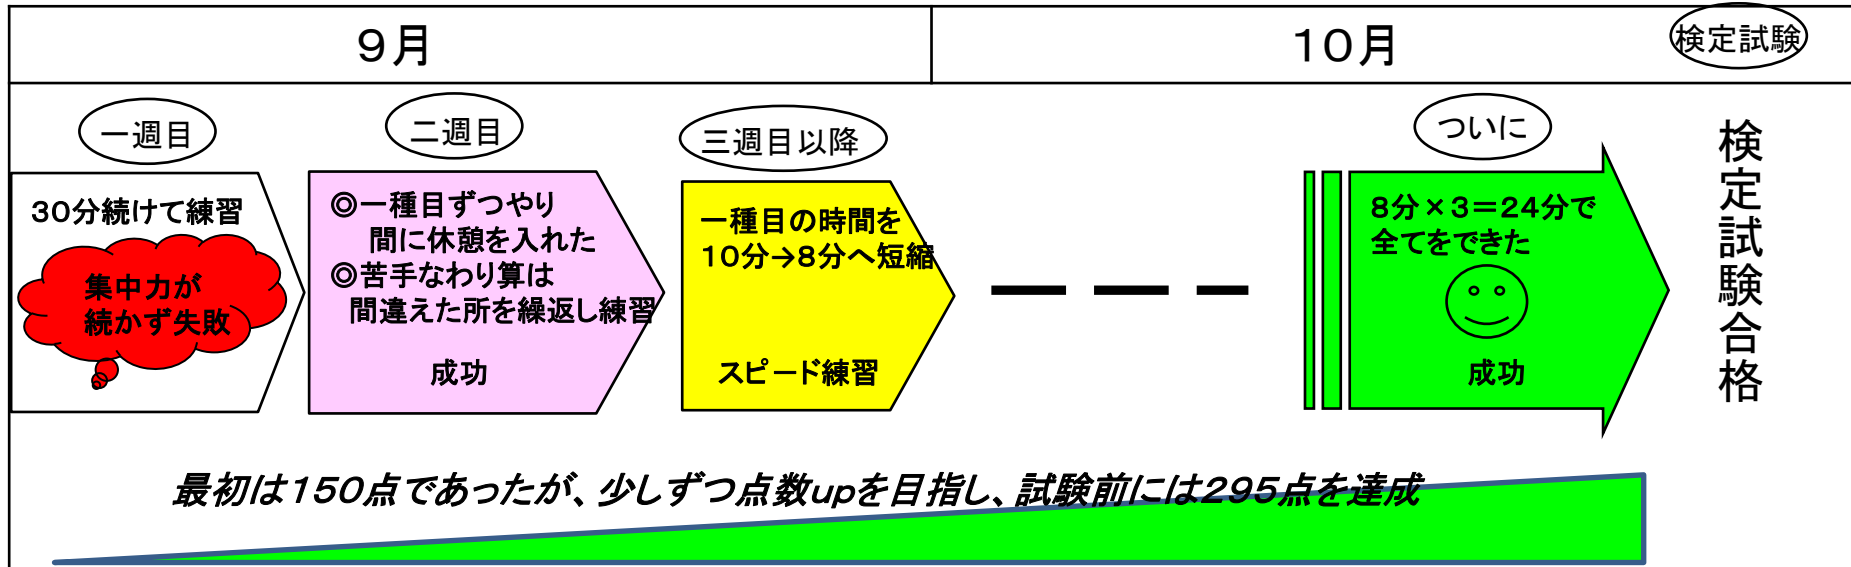 9月
10月
検定試験
一週目
30分続けて練習
集中力が
続かず失敗
二週目
◎一種目ずつやり
間に休憩を入れた
◎苦手なわり算は
間違えた所を繰返し練習
成功
三週目以降
一種目の時間を
10分→8分へ短縮
スピード練習
ついに
8分×3=24分で
全てをできた
成功
検定試験合格
最初は150点であったが、少しずつ点数upを目指し、試験前には295点を達成